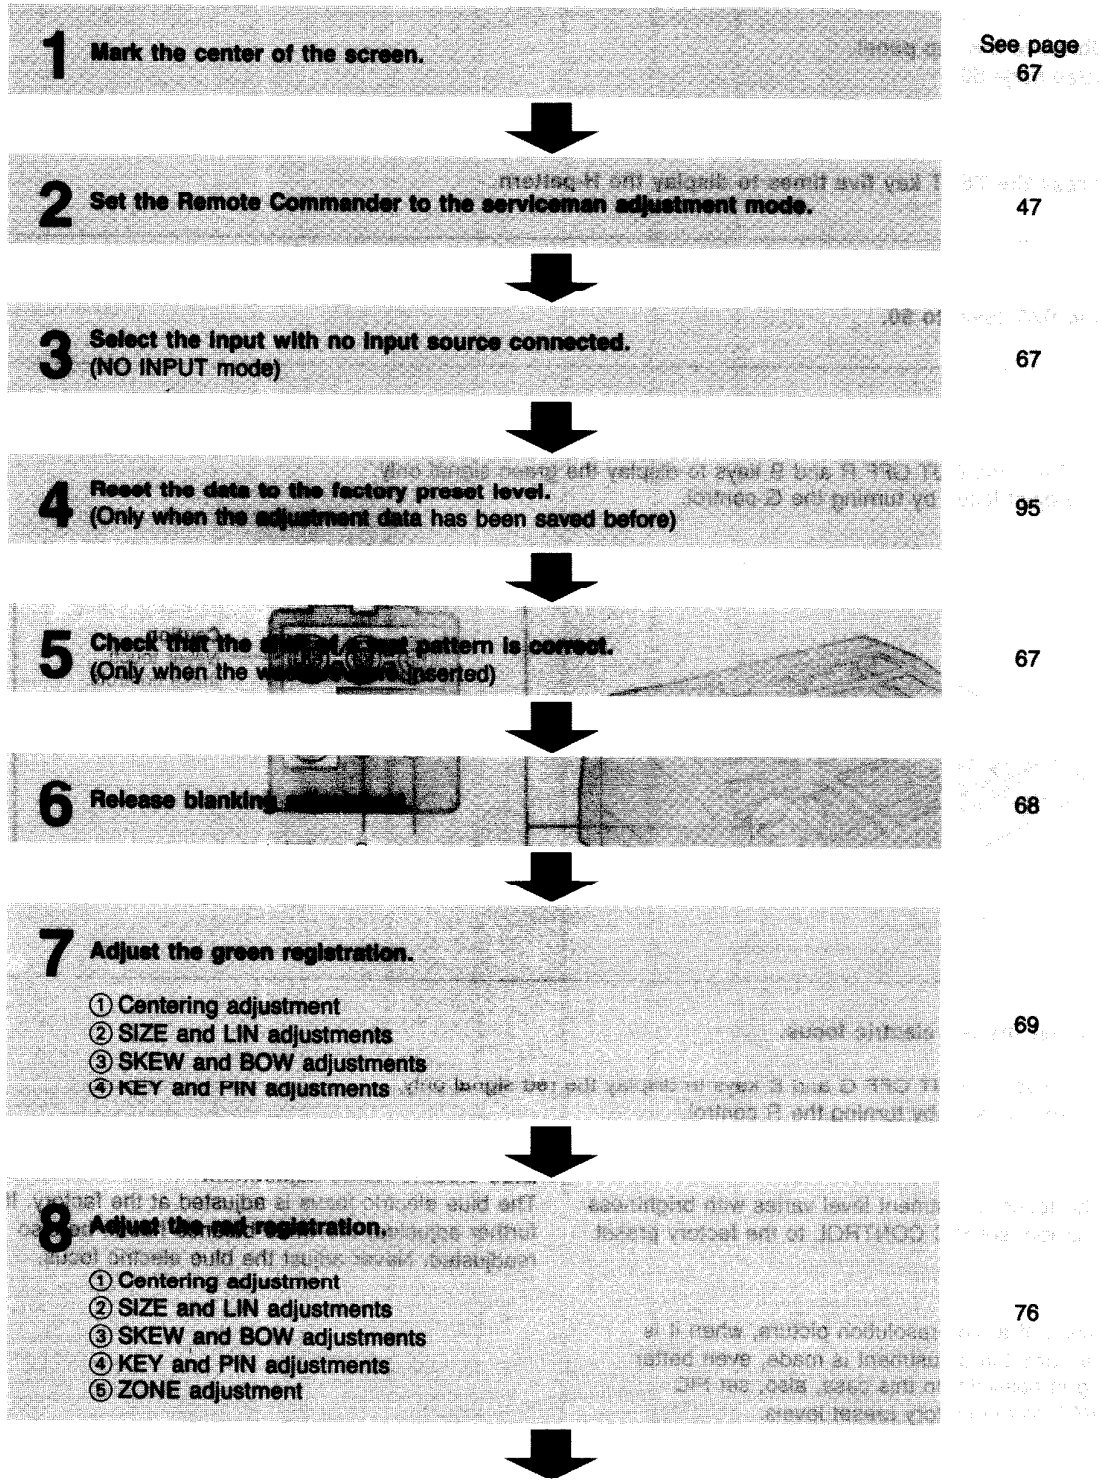 1 Mark the center of the screen.
See page
67
2 Set the Remote Commander to the serviceman adjustment mode.
47
3 Select the input with no input source connected.
(NO INPUT mode)
67
4 Reset the data to the factory preset level.
(Only when the adjustment data has been saved before)
95
5 Check that the pattern is correct.
(Only when the inserted)
67
6 Release blanking
68
7 Adjust the green registration.
① Centering adjustment
② SIZE and LIN adjustments
③ SKEW and BOW adjustments
④ KEY and PIN adjustments
69
8 Adjust the red registration.
① Centering adjustment
② SIZE and LIN adjustments
③ SKEW and BOW adjustments
④ KEY and PIN adjustments
⑤ ZONE adjustment
76